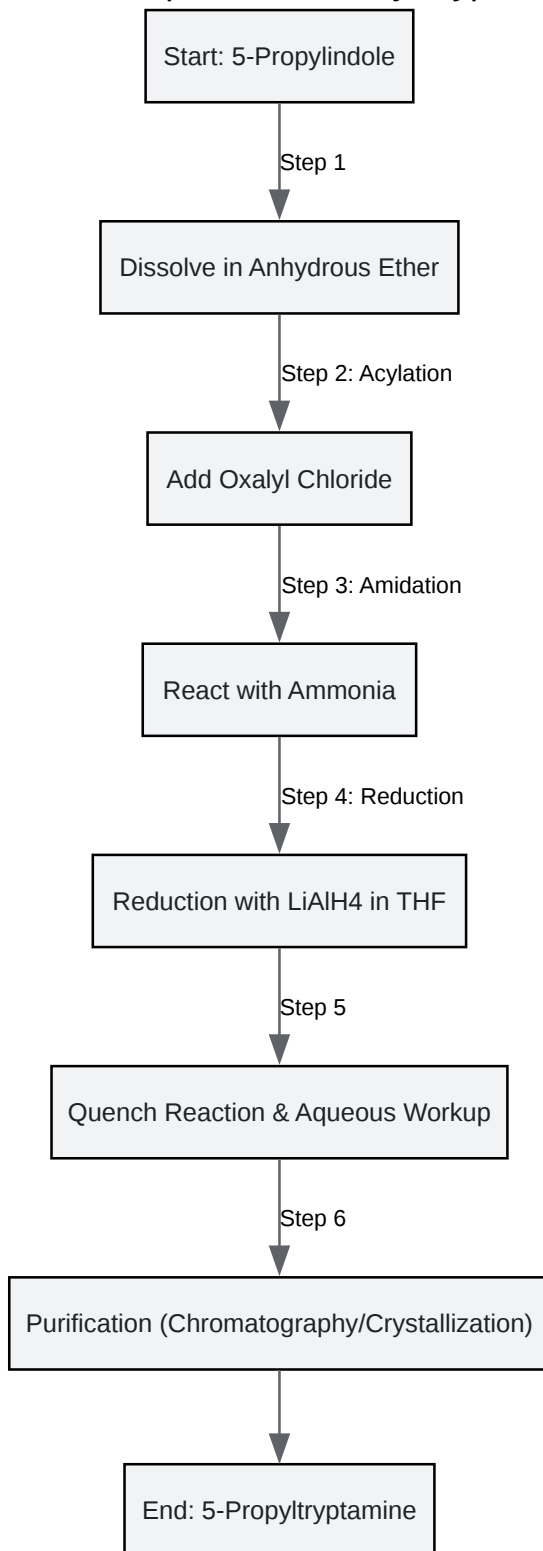 Start: 5-Propylindole
Step 1
Dissolve in Anhydrous Ether
Step 2: Acylation
Add Oxalyl Chloride
Step 3: Amidation
React with Ammonia
Step 4: Reduction
Reduction with LiAlH4 in THF
Step 5
Quench Reaction & Aqueous Workup
Step 6
Purification (Chromatography/Crystallization)
End: 5-Propyltryptamine